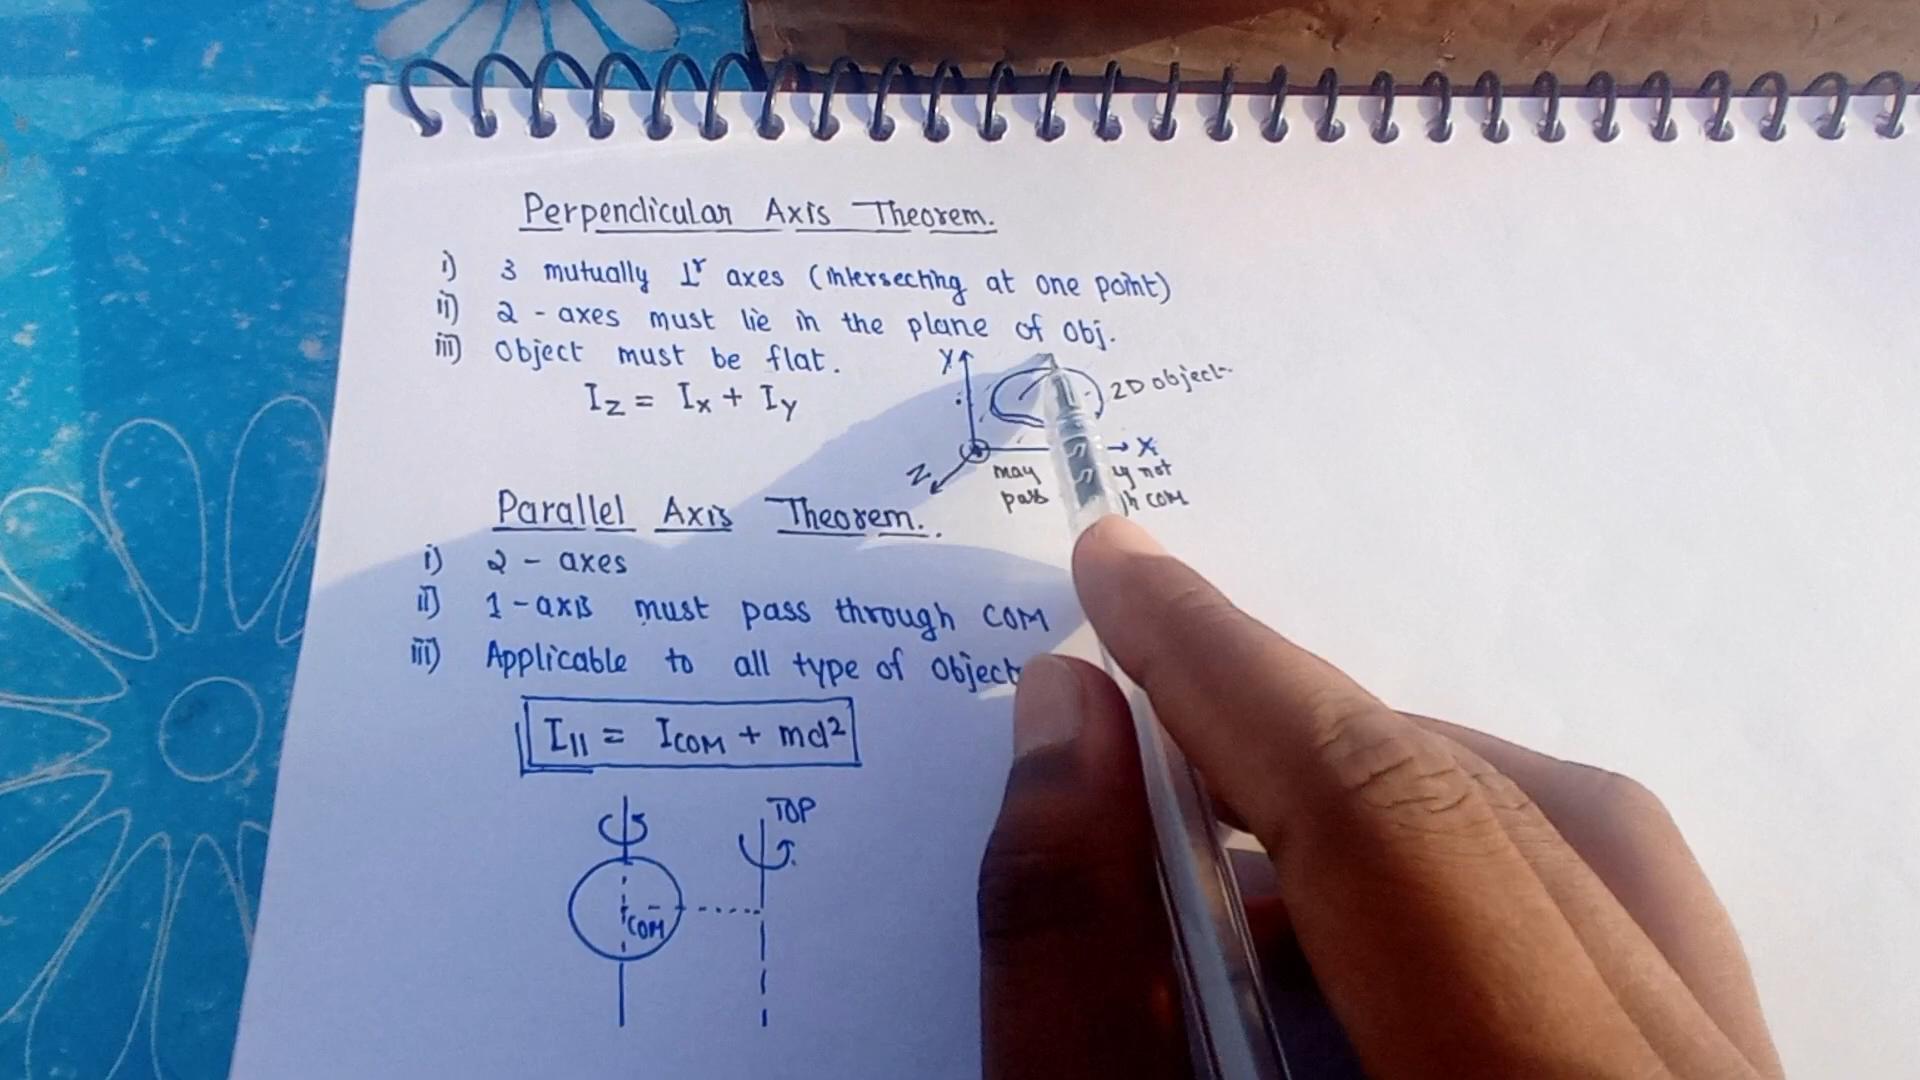 Perpendicular Axis Theorem.
i) 3 mutually ⊥r axes (intersecting at one point)
ii) 2 - axes must lie in the plane of obj.
iii) Object must be flat.
Iz = Ix + Iy
Y
2D object
X
Z
may
not
pass
COM
Parallel Axis Theorem.
i) 2 - axes
ii) 1 - axis must pass through COM
iii) Applicable to all type of Object
I|| = ICOM + md²
TOP
COM